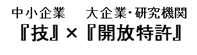 中小企業　大企業・研究機関
『技』×『開放特許』